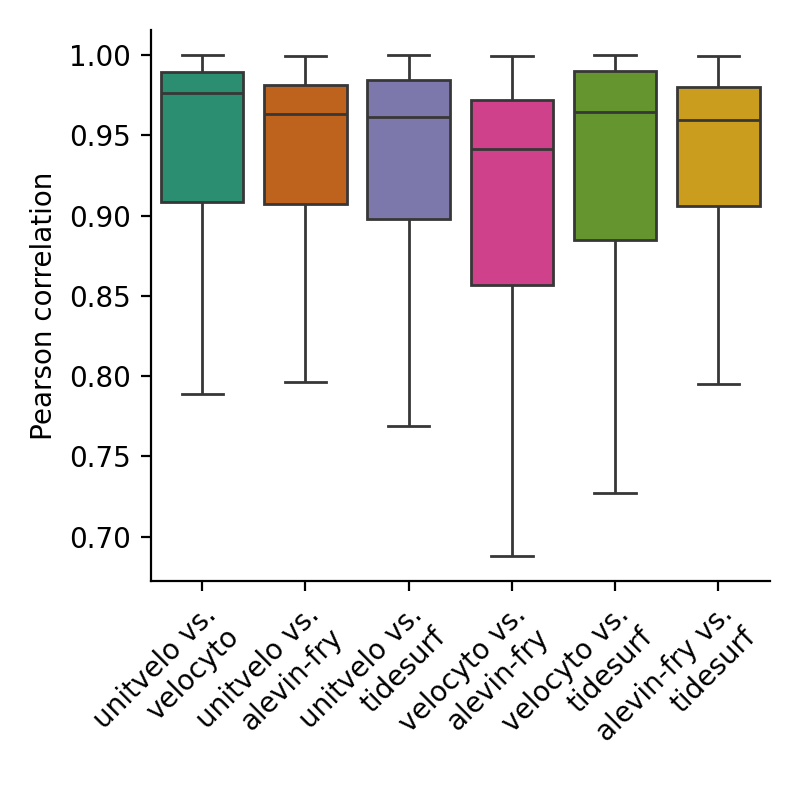 Pearson correlation
1.00
0.95
0.90
0.85
0.80
0.75
0.70
unitvelo vs.
velocyto
unitvelo vs.
alevin-fry
unitvelo vs.
tidesurf
velocyto vs.
alevin-fry
velocyto vs.
tidesurf
alevin-fry vs.
tidesurf